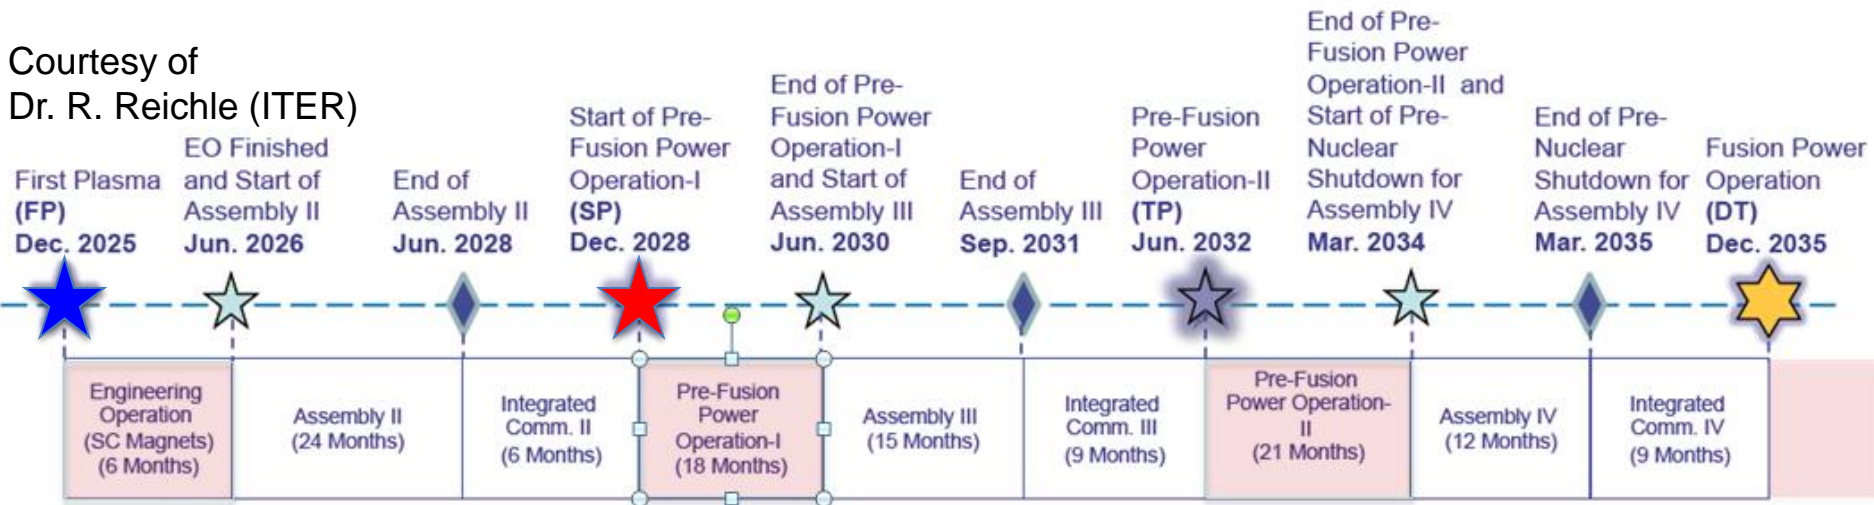 Courtesy of
Dr. R. Reichle (ITER)
First Plasma
(FP)
Dec. 2025
EO Finished
and Start of
Assembly II
Jun. 2026
End of
Assembly II
Jun. 2028
Start of Pre-
Fusion Power
Operation-I
(SP)
Dec. 2028
End of Pre-
Fusion Power
Operation-I
and Start of
Assembly III
Jun. 2030
End of
Assembly III
Sep. 2031
Pre-Fusion
Power
Operation-II
(TP)
Jun. 2032
End of Pre-
Fusion Power
Operation-II and
Start of Pre-
Nuclear
Shutdown for
Assembly IV
Mar. 2034
End of Pre-
Nuclear
Shutdown for
Assembly IV
Mar. 2035
Fusion Power
Operation
(DT)
Dec. 2035
Engineering
Operation
(SC Magnets)
(6 Months)
Assembly II
(24 Months)
Integrated
Comm. II
(6 Months)
Pre-Fusion
Power
Operation-I
(18 Months)
Assembly III
(15 Months)
Integrated
Comm. III
(9 Months)
Pre-Fusion
Power Operation-
II
(21 Months)
Assembly IV
(12 Months)
Integrated
Comm. IV
(9 Months)